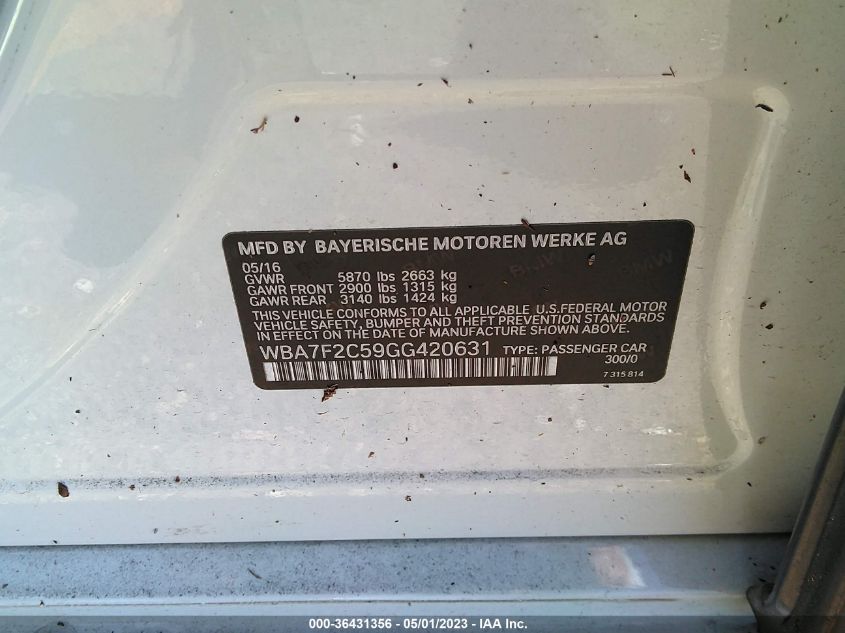 MFD BY BAYERISCHE MOTOREN WERKE AG
05/16
GVWR 5870 lbs 2663 kg
GAWR FRONT 2900 lbs 1315 kg
GAWR REAR 3140 lbs 1424 kg
THIS VEHICLE CONFORMS TO ALL APPLICABLE U.S.FEDERAL MOTOR
VEHICLE SAFETY, BUMPER, AND THEFT PREVENTION STANDARDS
IN EFFECT ON THE DATE OF MANUFACTURE SHOWN ABOVE.
WBA7F2C59GG420631 TYPE: PASSENGER CAR
300/0
7 315 814
000-36431356 - 05/01/2023 - IAA Inc.